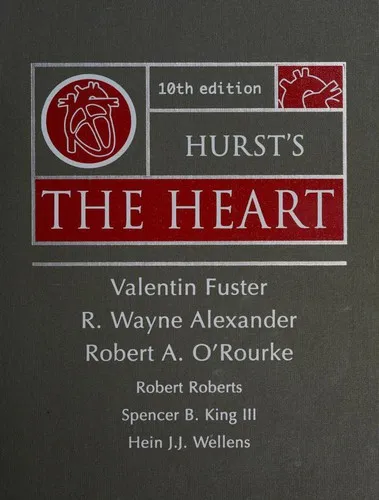 10th edition
HURST'S
THE HEART
Valentin Fuster
R. Wayne Alexander
Robert A. O'Rourke
Robert Roberts
Spencer B. King III
Hein J.J. Wellens